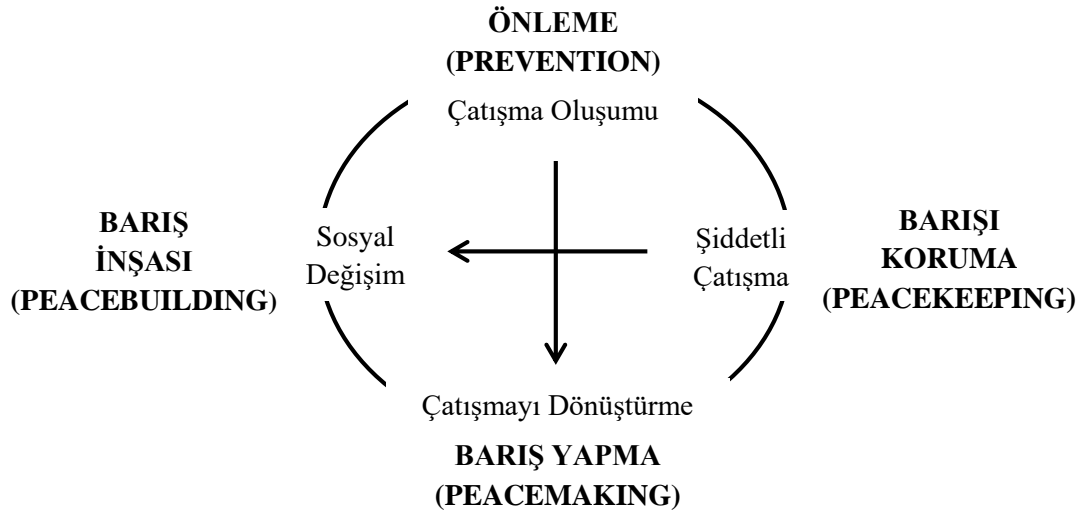 ÖNLEME
(PREVENTION)
Çatışma Oluşumu
BARIŞ
İNŞASI
(PEACEBUILDING)
Sosyal
Değişim
Şiddetli
Çatışma
BARIŞI
KORUMA
(PEACEKEEPING)
Çatışmayı Dönüştürme
BARIŞ YAPMA
(PEACEMAKING)